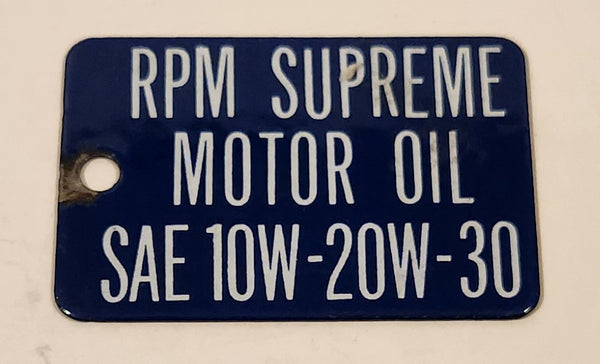 RPM SUPREME
MOTOR OIL
SAE 10W-20W-30